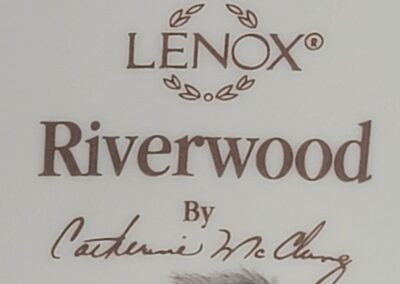 LENOX®
Riverwood
By
Catherine McClung